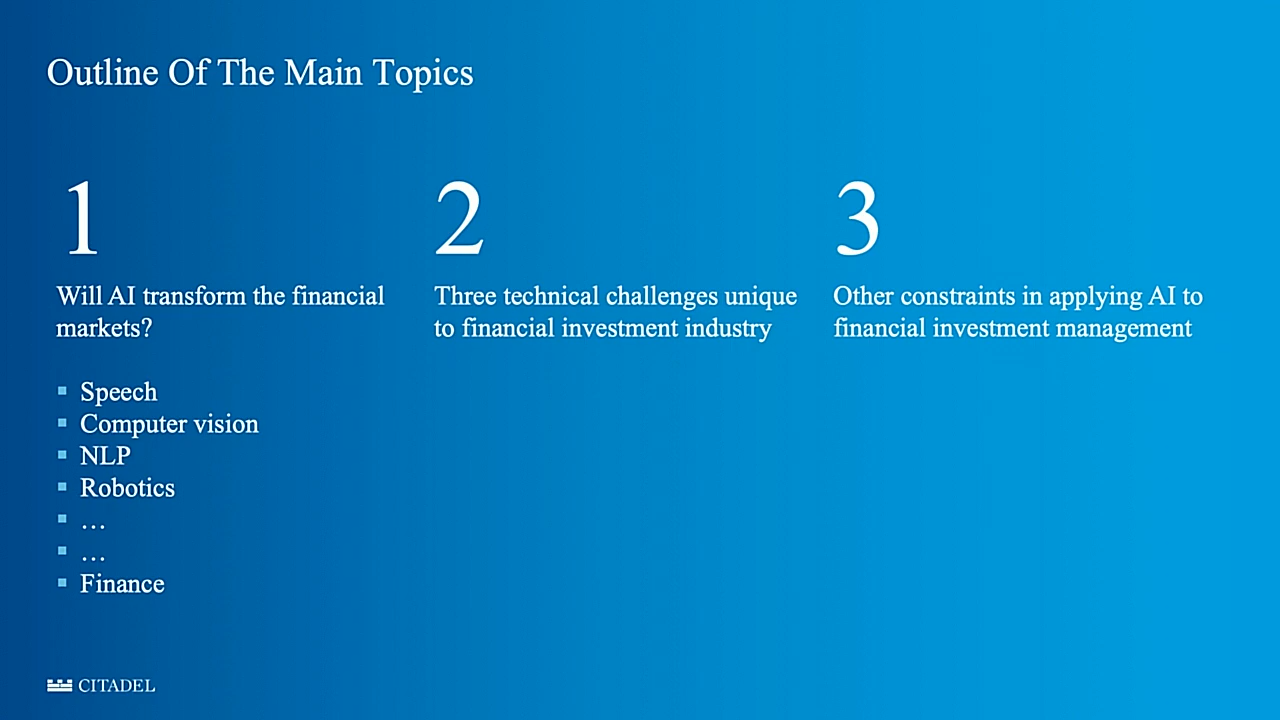 Outline Of The Main Topics
1
Will AI transform the financial
markets?
Speech
Computer vision
NLP
Robotics
…
…
Finance
2
Three technical challenges unique
to financial investment industry
3
Other constraints in applying AI to
financial investment management
CITADEL